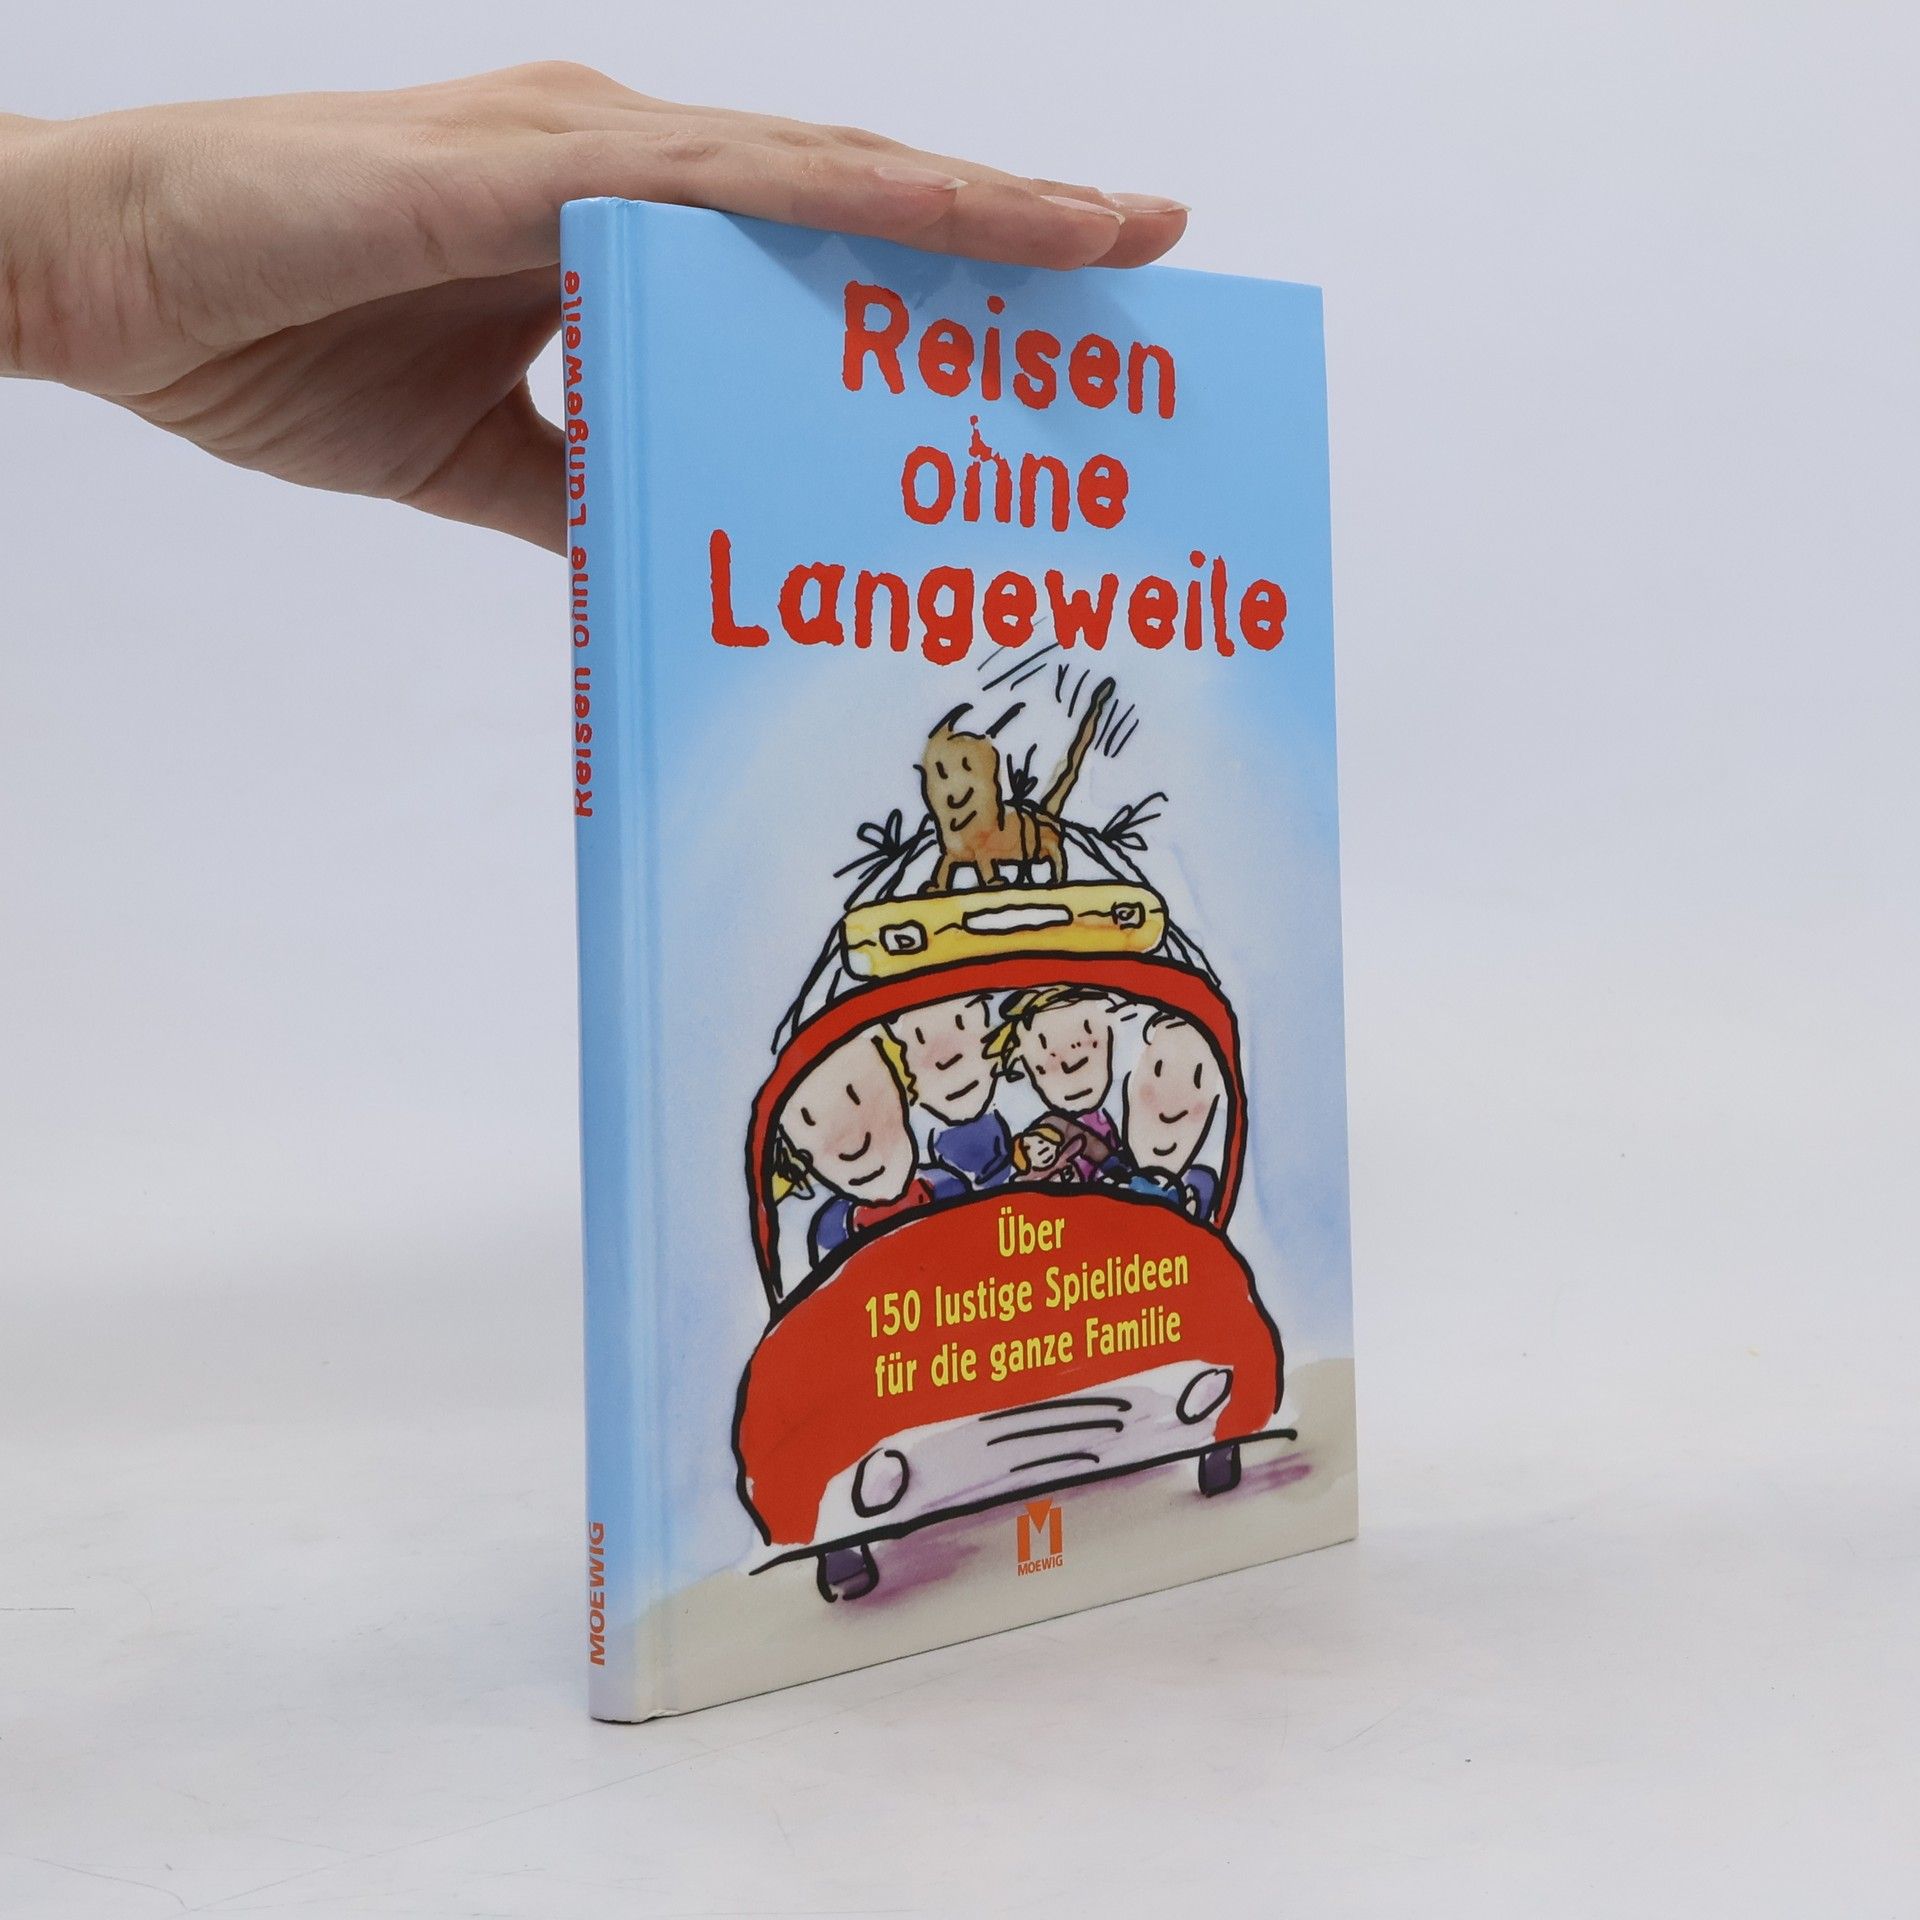 Reisen
ohne
Langeweile
Über
150 lustige Spielideen
für die ganze Familie
M
MOEWIG
Reisen ohne Langeweile
MOEWIG